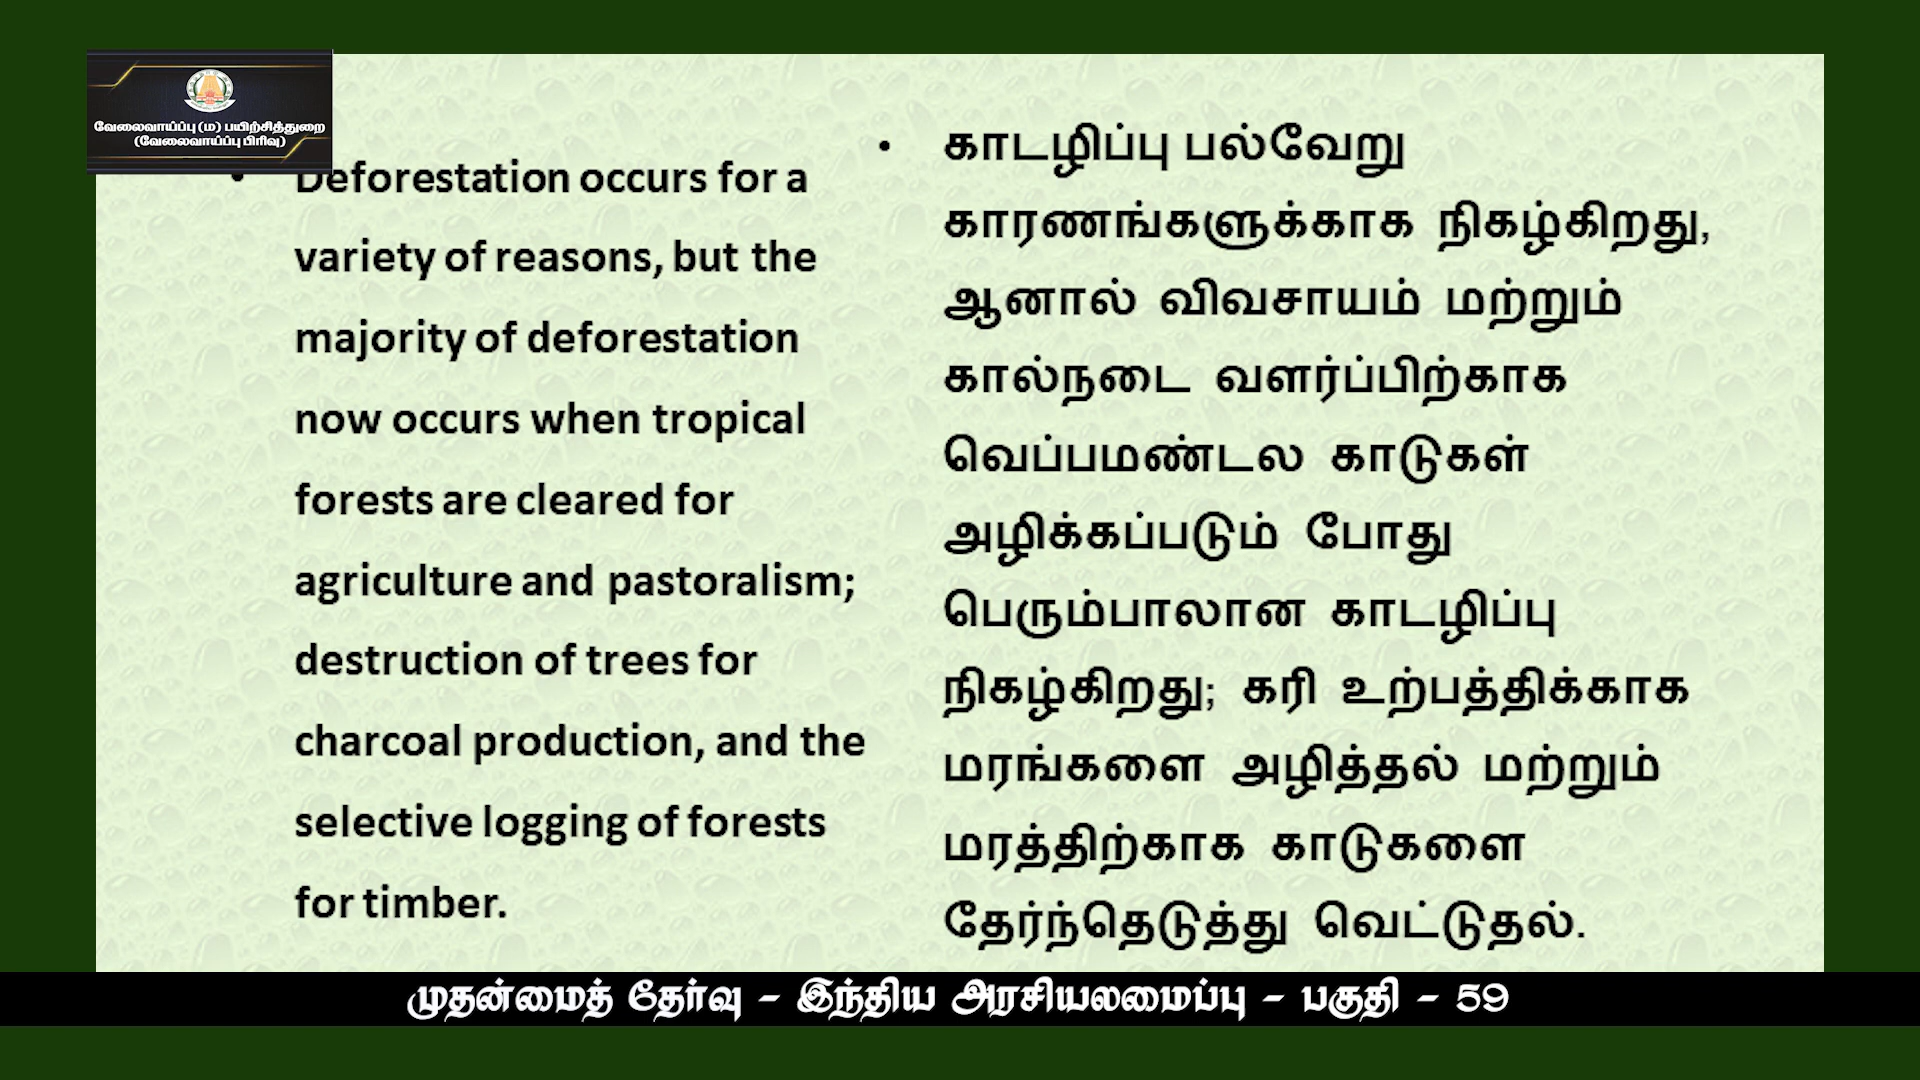 வேலைவாய்ப்பு (ம) பயிற்சித்துறை
(வேலைவாய்ப்பு பிரிவு)
• Deforestation occurs for a
variety of reasons, but the
majority of deforestation
now occurs when tropical
forests are cleared for
agriculture and pastoralism;
destruction of trees for
charcoal production, and the
selective logging of forests
for timber.
• காடழிப்பு பல்வேறு
காரணங்களுக்காக நிகழ்கிறது,
ஆனால் விவசாயம் மற்றும்
கால்நடை வளர்ப்பிற்காக
வெப்பமண்டல காடுகள்
அழிக்கப்படும் போது
பெரும்பாலான காடழிப்பு
நிகழ்கிறது; கரி உற்பத்திக்காக
மரங்களை அழித்தல் மற்றும்
மரத்திற்காக காடுகளை
தேர்ந்தெடுத்து வெட்டுதல்.
முதன்மைத் தேர்வு - இந்திய அரசியலமைப்பு - பகுதி - 59